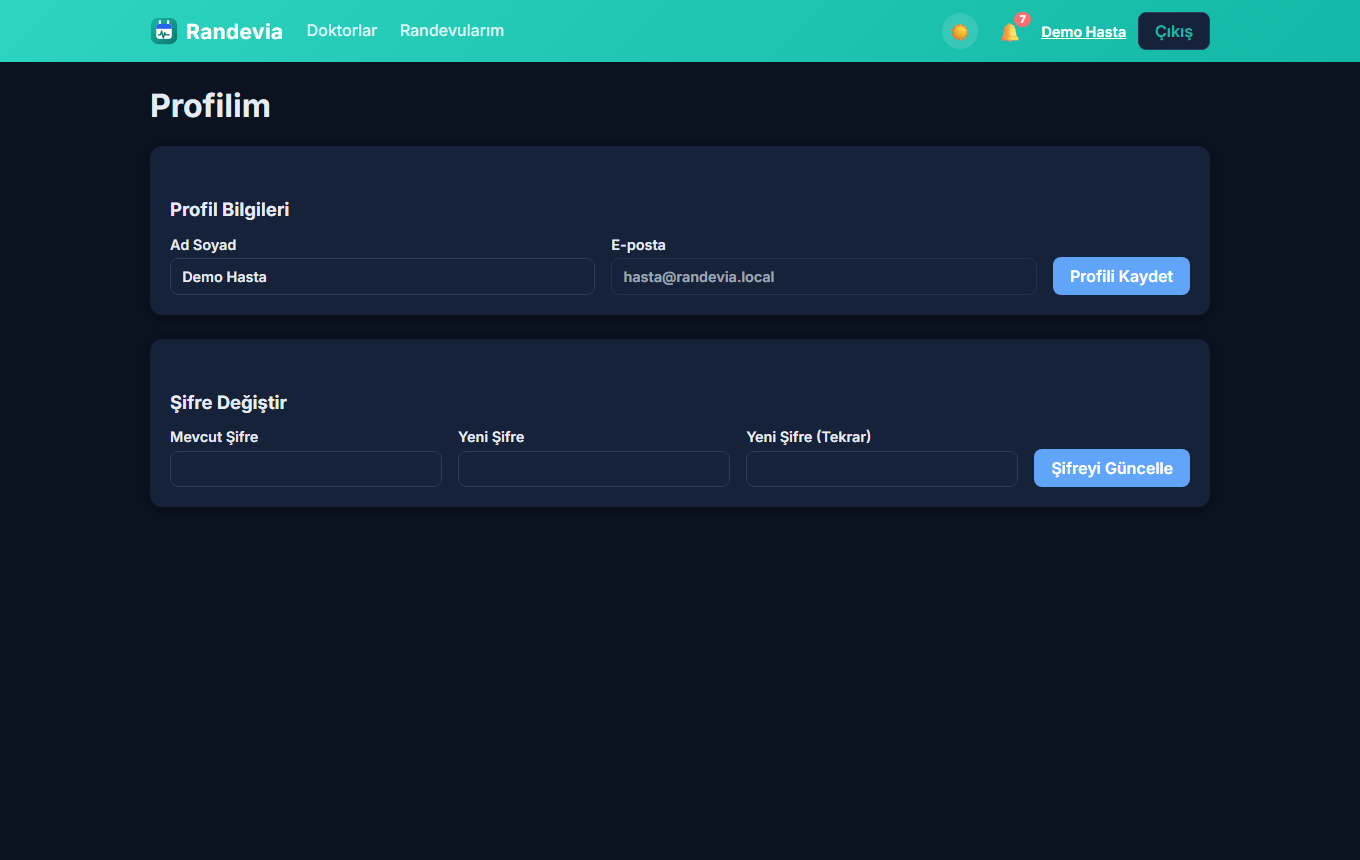 Randevia Doktorlar Randevularım 7 Demo Hasta Çıkış
Profilim
Profil Bilgileri
Ad Soyad E-posta
Demo Hasta hasta@randevia.local Profili Kaydet
Şifre Değiştir
Mevcut Şifre Yeni Şifre Yeni Şifre (Tekrar)
Şifreyi Güncelle